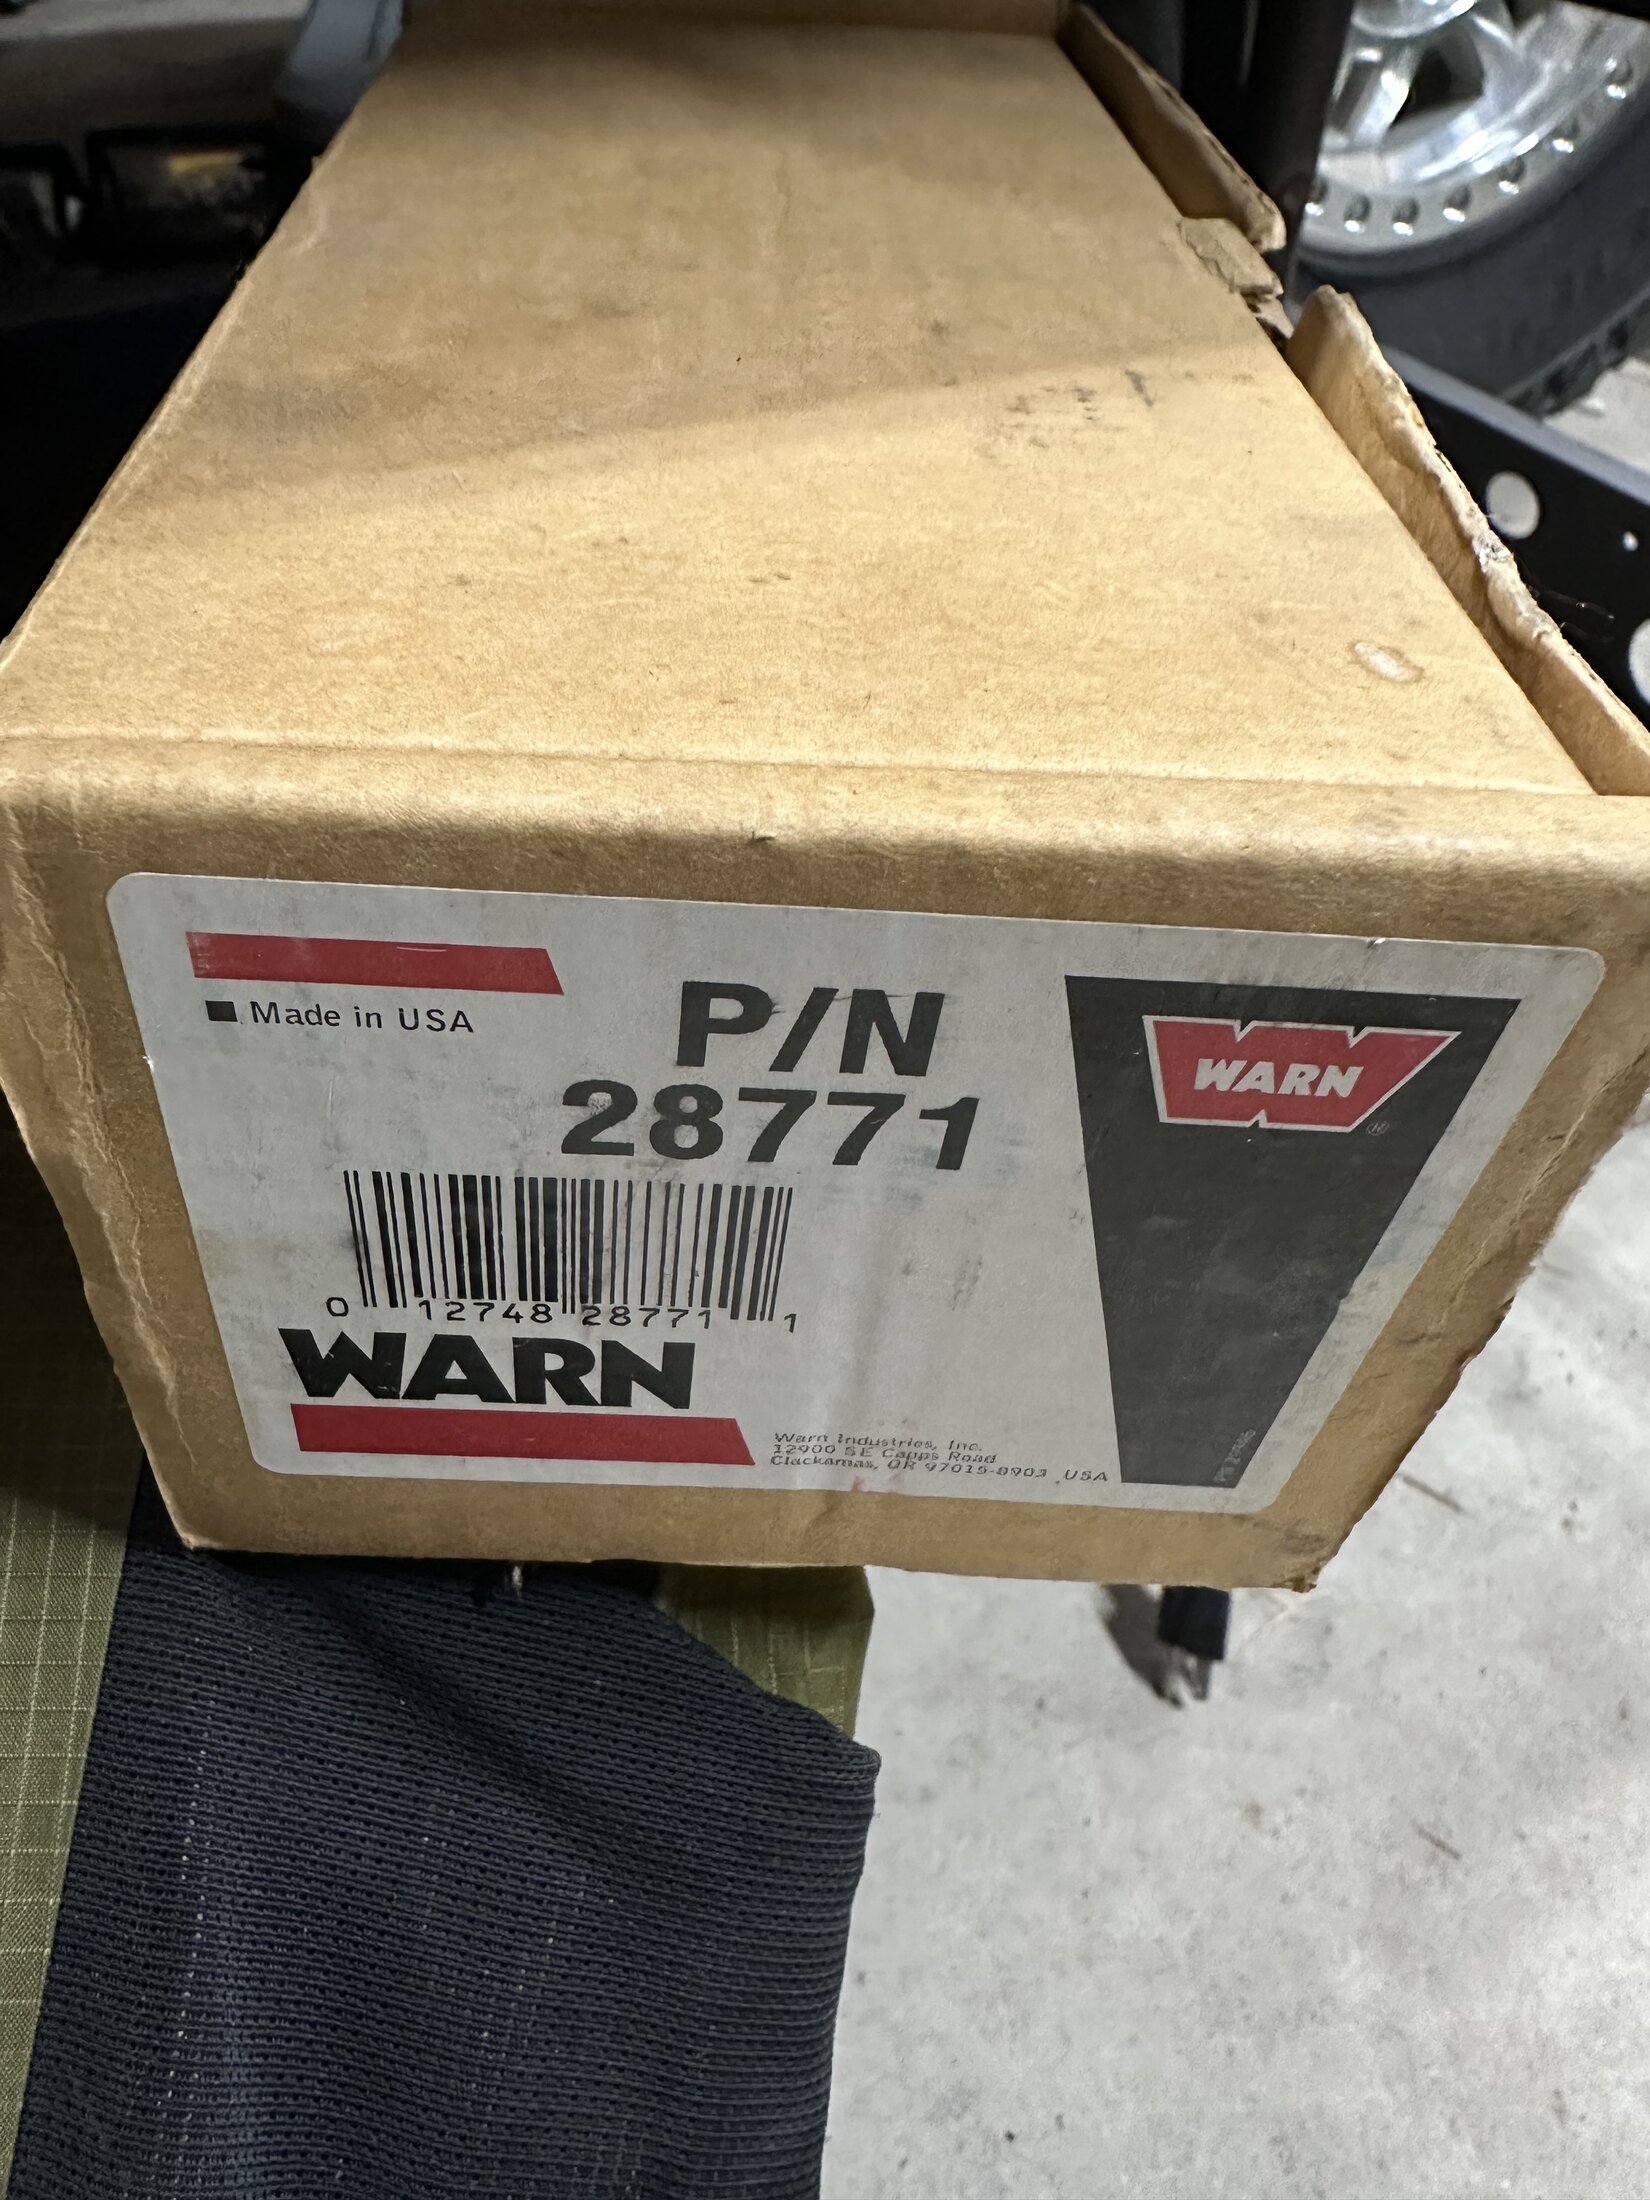 Made in USA
P/N
28771
WARN
0 12748 28771 1
WARN
Warn Industries, Inc.
12900 SE Capps Road
Clackamas, OR 97015-8903 USA